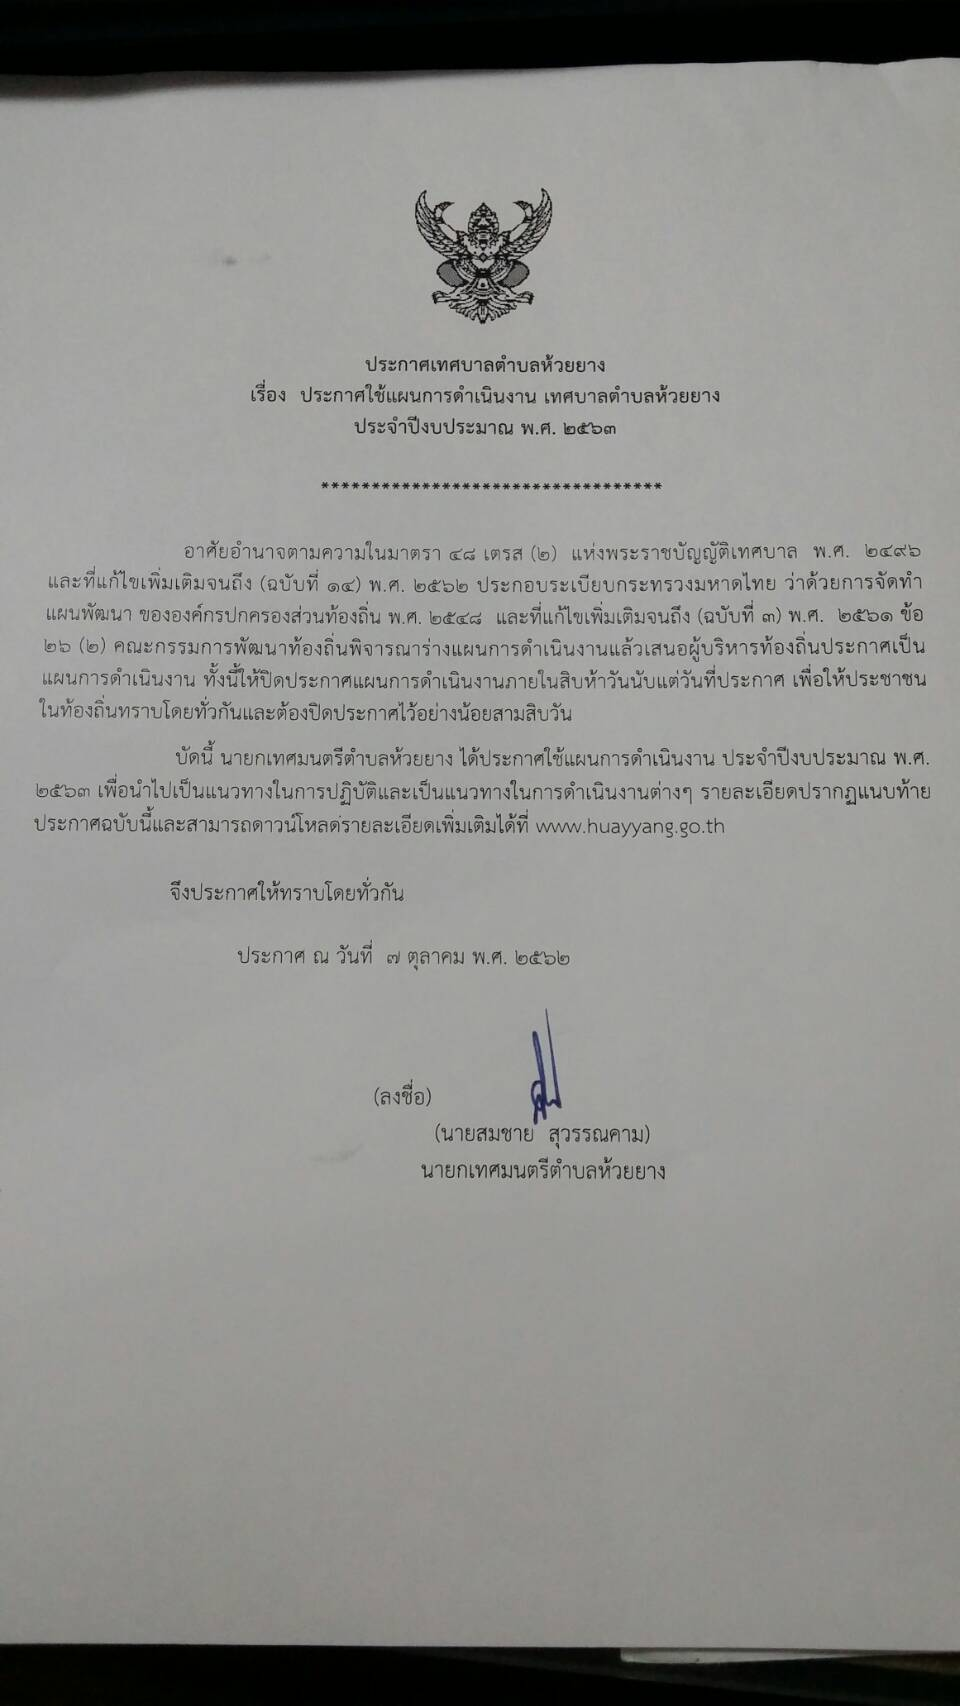 ประกาศเทศบาลตำบลห้วยยาง
เรื่อง ประกาศใช้แผนการดำเนินงาน เทศบาลตำบลห้วยยาง
ประจำปีงบประมาณ พ.ศ. ๒๕๖๓
**********************************
อาศัยอำนาจตามความในมาตรา ๔๘ เตรส (๒) แห่งพระราชบัญญัติเทศบาล พ.ศ. ๒๔๙๖
และที่แก้ไขเพิ่มเติมจนถึง (ฉบับที่ ๑๔) พ.ศ. ๒๕๖๒ ประกอบระเบียบกระทรวงมหาดไทย ว่าด้วยการจัดทำ
แผนพัฒนา ขององค์กรปกครองส่วนท้องถิ่น พ.ศ. ๒๕๔๘ และที่แก้ไขเพิ่มเติมจนถึง (ฉบับที่ ๓) พ.ศ. ๒๕๖๑ ข้อ
๒๖ (๒) คณะกรรมการพัฒนาท้องถิ่นพิจารณาร่างแผนการดำเนินงานแล้วเสนอผู้บริหารท้องถิ่นประกาศเป็น
แผนการดำเนินงาน ทั้งนี้ให้ปิดประกาศแผนการดำเนินงานภายในสิบห้าวันนับแต่วันที่ประกาศ เพื่อให้ประชาชน
ในท้องถิ่นทราบโดยทั่วกันและต้องปิดประกาศไว้อย่างน้อยสามสิบวัน
บัดนี้ นายกเทศมนตรีตำบลห้วยยาง ได้ประกาศใช้แผนการดำเนินงาน ประจำปีงบประมาณ พ.ศ.
๒๕๖๓ เพื่อนำไปเป็นแนวทางในการปฏิบัติและเป็นแนวทางในการดำเนินงานต่างๆ รายละเอียดปรากฏแนบท้าย
ประกาศฉบับนี้และสามารถดาวน์โหลด่รายละเอียดเพิ่มเติมได้ที่ www.huayyang.go.th
จึงประกาศให้ทราบโดยทั่วกัน
ประกาศ ณ วันที่ ๗ ตุลาคม พ.ศ. ๒๕๖๒
(ลงชื่อ)
(นายสมชาย สุวรรณคาม)
นายกเทศมนตรีตำบลห้วยยาง